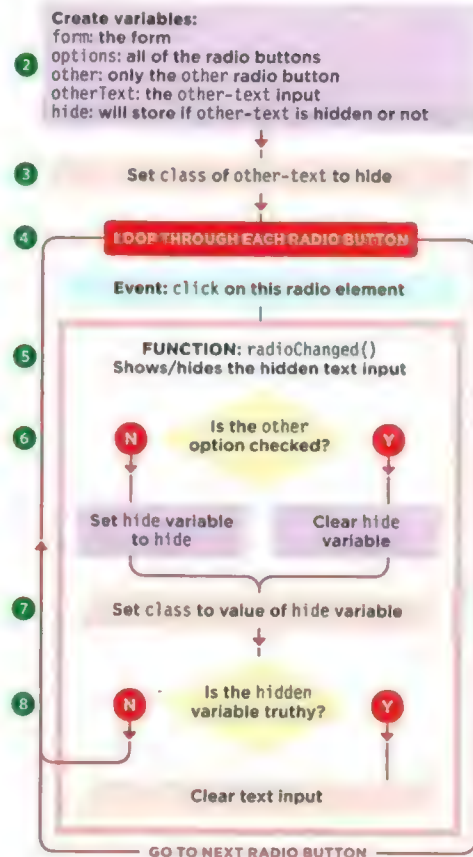 Create variables:
form: the form
2 options: all of the radio buttons
other: only the other radio button
otherText: the other-text input
hide: will store if other-text is hidden or not
3 Set class of other-text to hide
4 LOOP THROUGH EACH RADIO BUTTON
Event: click on this radio element
5 FUNCTION: radioChanged()
Shows/hides the hidden text input
6 N Is the other Y
option checked?
Set hide variable Clear hide
to hide variable
7 Set class to value of hide variable
8 N Is the hidden Y
variable truthy?
Clear text input
GO TO NEXT RADIO BUTTON